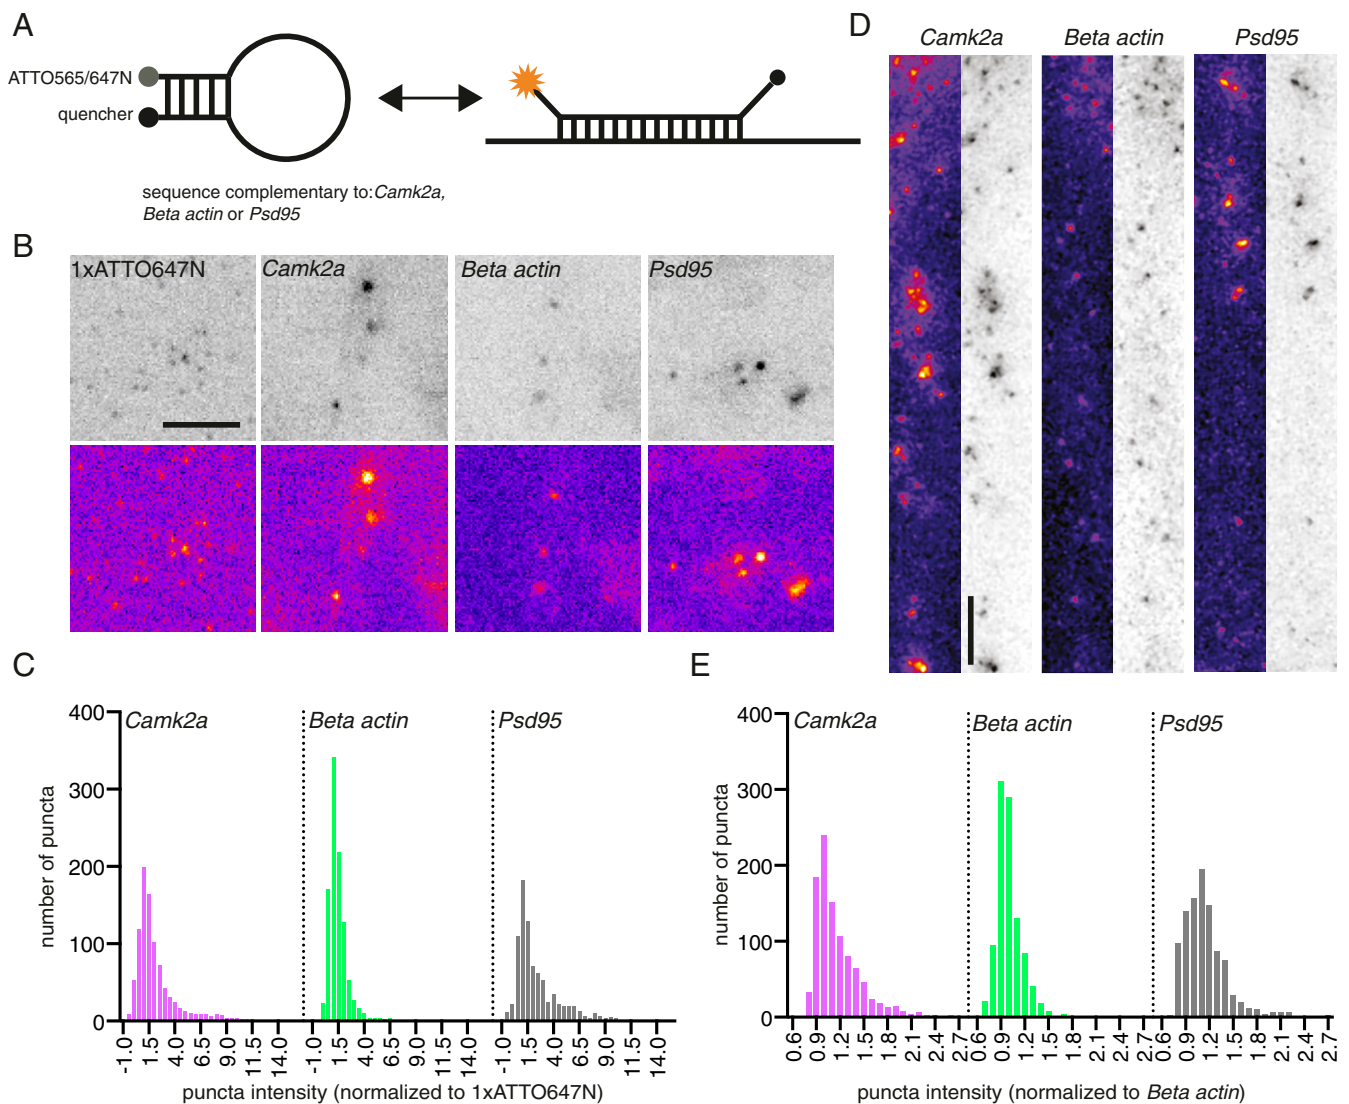 A
ATTO565/647N
quencher
sequence complementary to:Camk2a,
Beta actin or Psd95
B
1xATTO647N
Camk2a
Beta actin
Psd95
C
400
300
200
100
0
number of puncta
Camk2a
Beta actin
Psd95
-1.0 1.5 4.0 6.5 9.0 11.5 14.0 -1.0 1.5 4.0 6.5 9.0 11.5 14.0 -1.0 1.5 4.0 6.5 9.0 11.5 14.0
puncta intensity (normalized to 1xATTO647N)
D
Camk2a
Beta actin
Psd95
E
400
300
200
100
0
number of puncta
Camk2a
Beta actin
Psd95
0.6 0.9 1.2 1.5 1.8 2.1 2.4 2.7 0.6 0.9 1.2 1.5 1.8 2.1 2.4 2.7 0.6 0.9 1.2 1.5 1.8 2.1 2.4 2.7
puncta intensity (normalized to Beta actin)